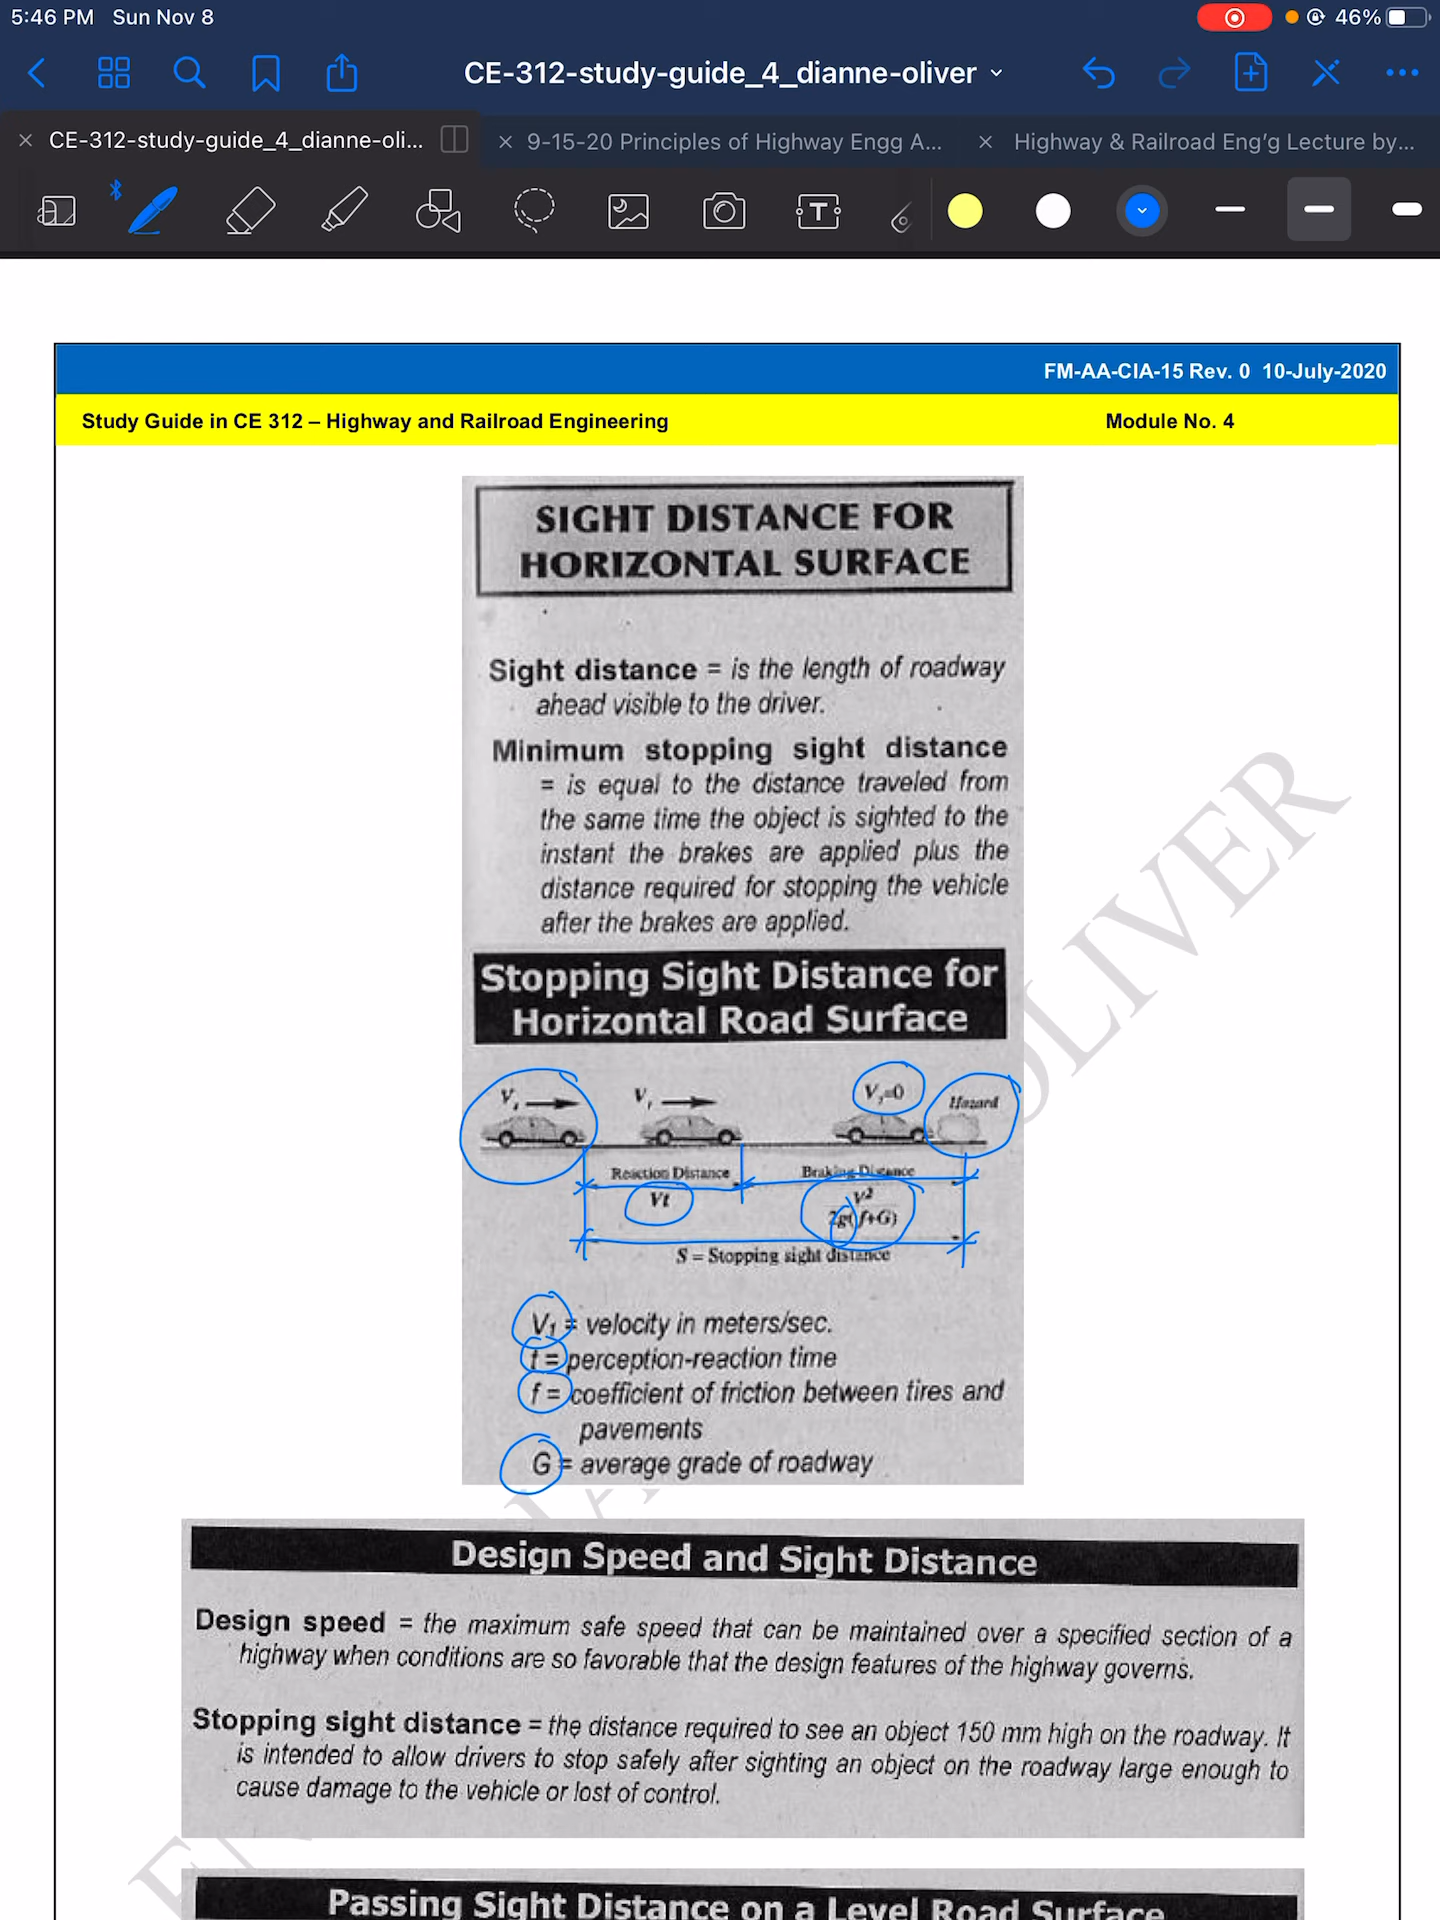 5:46 PM Sun Nov 8
46%
CE-312-study-guide_4_dianne-oliver
CE-312-study-guide_4_dianne-oli...
9-15-20 Principles of Highway Engg A...
Highway & Railroad Eng'g Lecture by...
FM-AA-CIA-15 Rev. 0 10-July-2020
Study Guide in CE 312 – Highway and Railroad Engineering Module No. 4
SIGHT DISTANCE FOR
HORIZONTAL SURFACE
Sight distance = is the length of roadway
ahead visible to the driver.
Minimum stopping sight distance
= is equal to the distance traveled from
the same time the object is sighted to the
instant the brakes are applied plus the
distance required for stopping the vehicle
after the brakes are applied.
Stopping Sight Distance for
Horizontal Road Surface
V₁ V₁ V₂=0 Hazard
Reaction Distance Braking Distance
Vt V²
2g(f+G)
S = Stopping sight distance
V₁ = velocity in meters/sec.
t = perception-reaction time
f = coefficient of friction between tires and
pavements
G = average grade of roadway
OLIVER
Design Speed and Sight Distance
Design speed = the maximum safe speed that can be maintained over a specified section of a
highway when conditions are so favorable that the design features of the highway governs.
Stopping sight distance = the distance required to see an object 150 mm high on the roadway. It
is intended to allow drivers to stop safely after sighting an object on the roadway large enough to
cause damage to the vehicle or lost of control.
Passing Sight Distance on a Level Road Surface